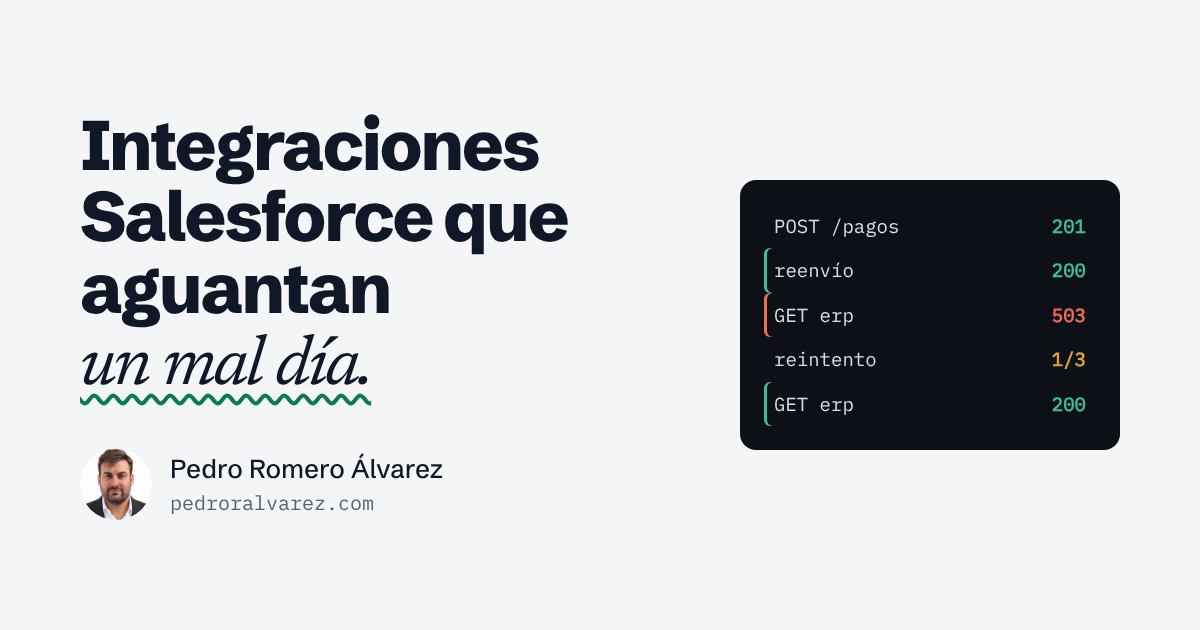 Integraciones
Salesforce que
aguantan
un mal día.
Pedro Romero Álvarez
pedroralvarez.com
POST /pagos 201
reenvío 200
GET erp 503
reintento 1/3
GET erp 200